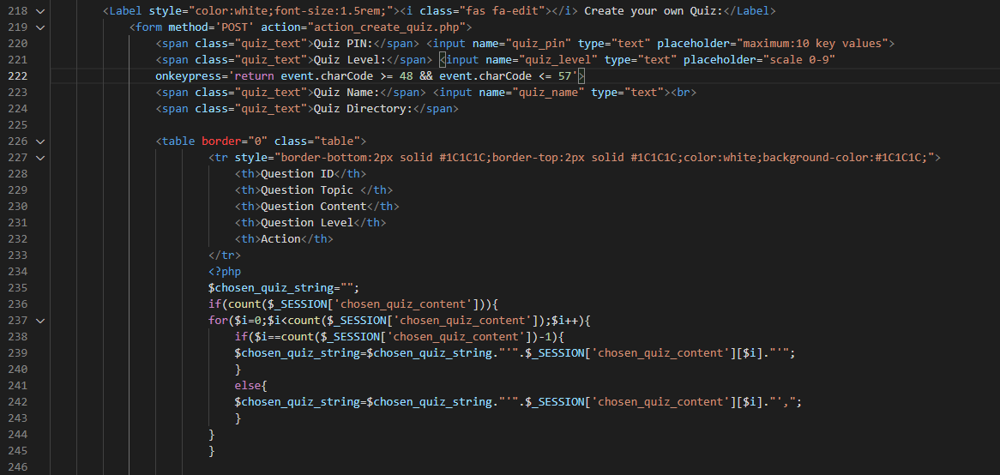 218 <Label style="color:white;font-size:1.5rem;"><i class="fas fa-edit"></i> Create your own Quiz:</Label>
219 <form method='POST' action="action_create_quiz.php">
220 <span class="quiz_text">Quiz PIN:</span> <input name="quiz_pin" type="text" placeholder="maximum:10 key values">
221 <span class="quiz_text">Quiz Level:</span> <input name="quiz_level" type="text" placeholder="scale 0-9"
222 onkeypress='return event.charCode >= 48 && event.charCode <= 57'>
223 <span class="quiz_text">Quiz Name:</span> <input name="quiz_name" type="text"><br>
224 <span class="quiz_text">Quiz Directory:</span>
225
226 <table border="0" class="table">
227 <tr style="border-bottom:2px solid #1C1C1C;border-top:2px solid #1C1C1C;color:white;background-color:#1C1C1C;">
228 <th>Question ID</th>
229 <th>Question Topic </th>
230 <th>Question Content</th>
231 <th>Question Level</th>
232 <th>Action</th>
233 </tr>
234 <?php
235 $chosen_quiz_string="";
236 if(count($_SESSION['chosen_quiz_content'])){
237 for($i=0;$i<count($_SESSION['chosen_quiz_content']);$i++){
238 if($i==count($_SESSION['chosen_quiz_content'])-1){
239 $chosen_quiz_string=$chosen_quiz_string."'".$_SESSION['chosen_quiz_content'][$i]."'";
240 }
241 else{
242 $chosen_quiz_string=$chosen_quiz_string."'".$_SESSION['chosen_quiz_content'][$i]."',";
243 }
244 }
245 }
246